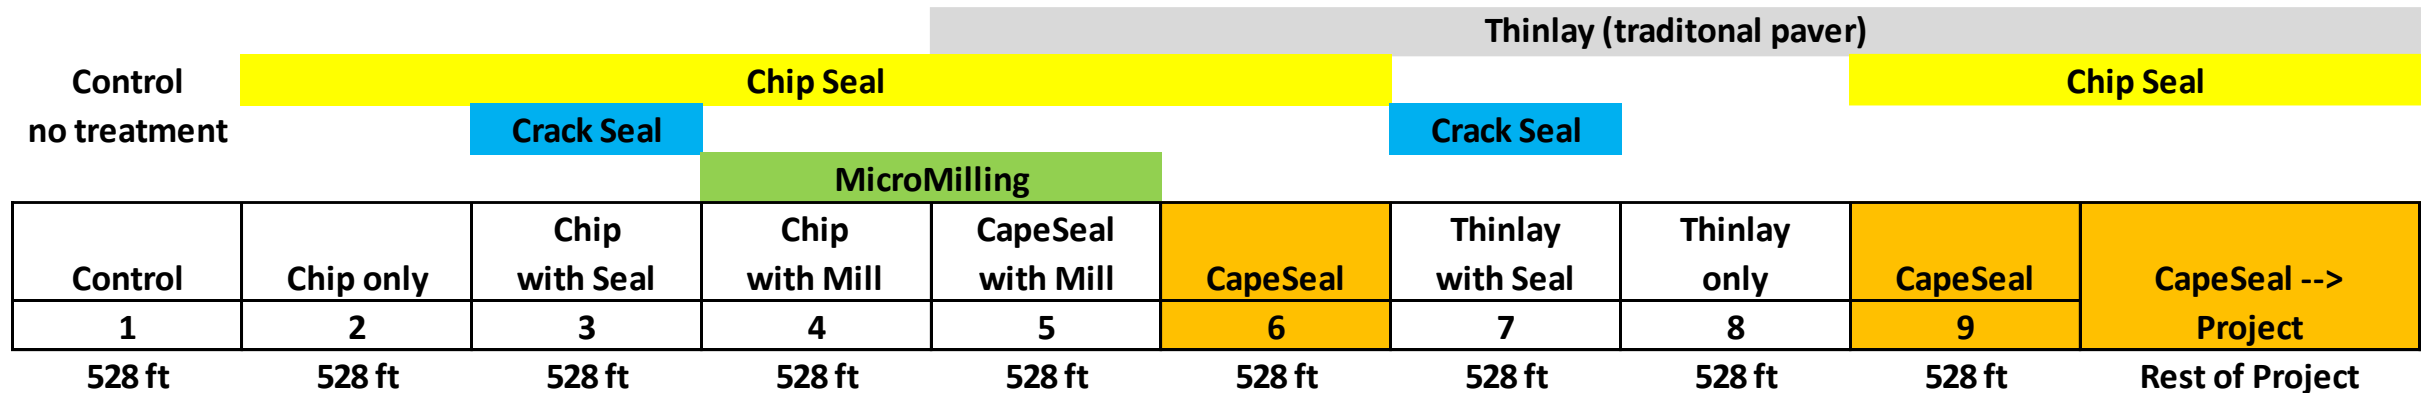 Thinlay (traditonal paver)
Control
no treatment
Chip Seal
Chip Seal
Crack Seal
Crack Seal
MicroMilling
Control
Chip only
Chip
with Seal
Chip
with Mill
CapeSeal
with Mill
CapeSeal
Thinlay
with Seal
Thinlay
only
CapeSeal
CapeSeal -->
Project
1
2
3
4
5
6
7
8
9
528 ft
528 ft
528 ft
528 ft
528 ft
528 ft
528 ft
528 ft
528 ft
Rest of Project